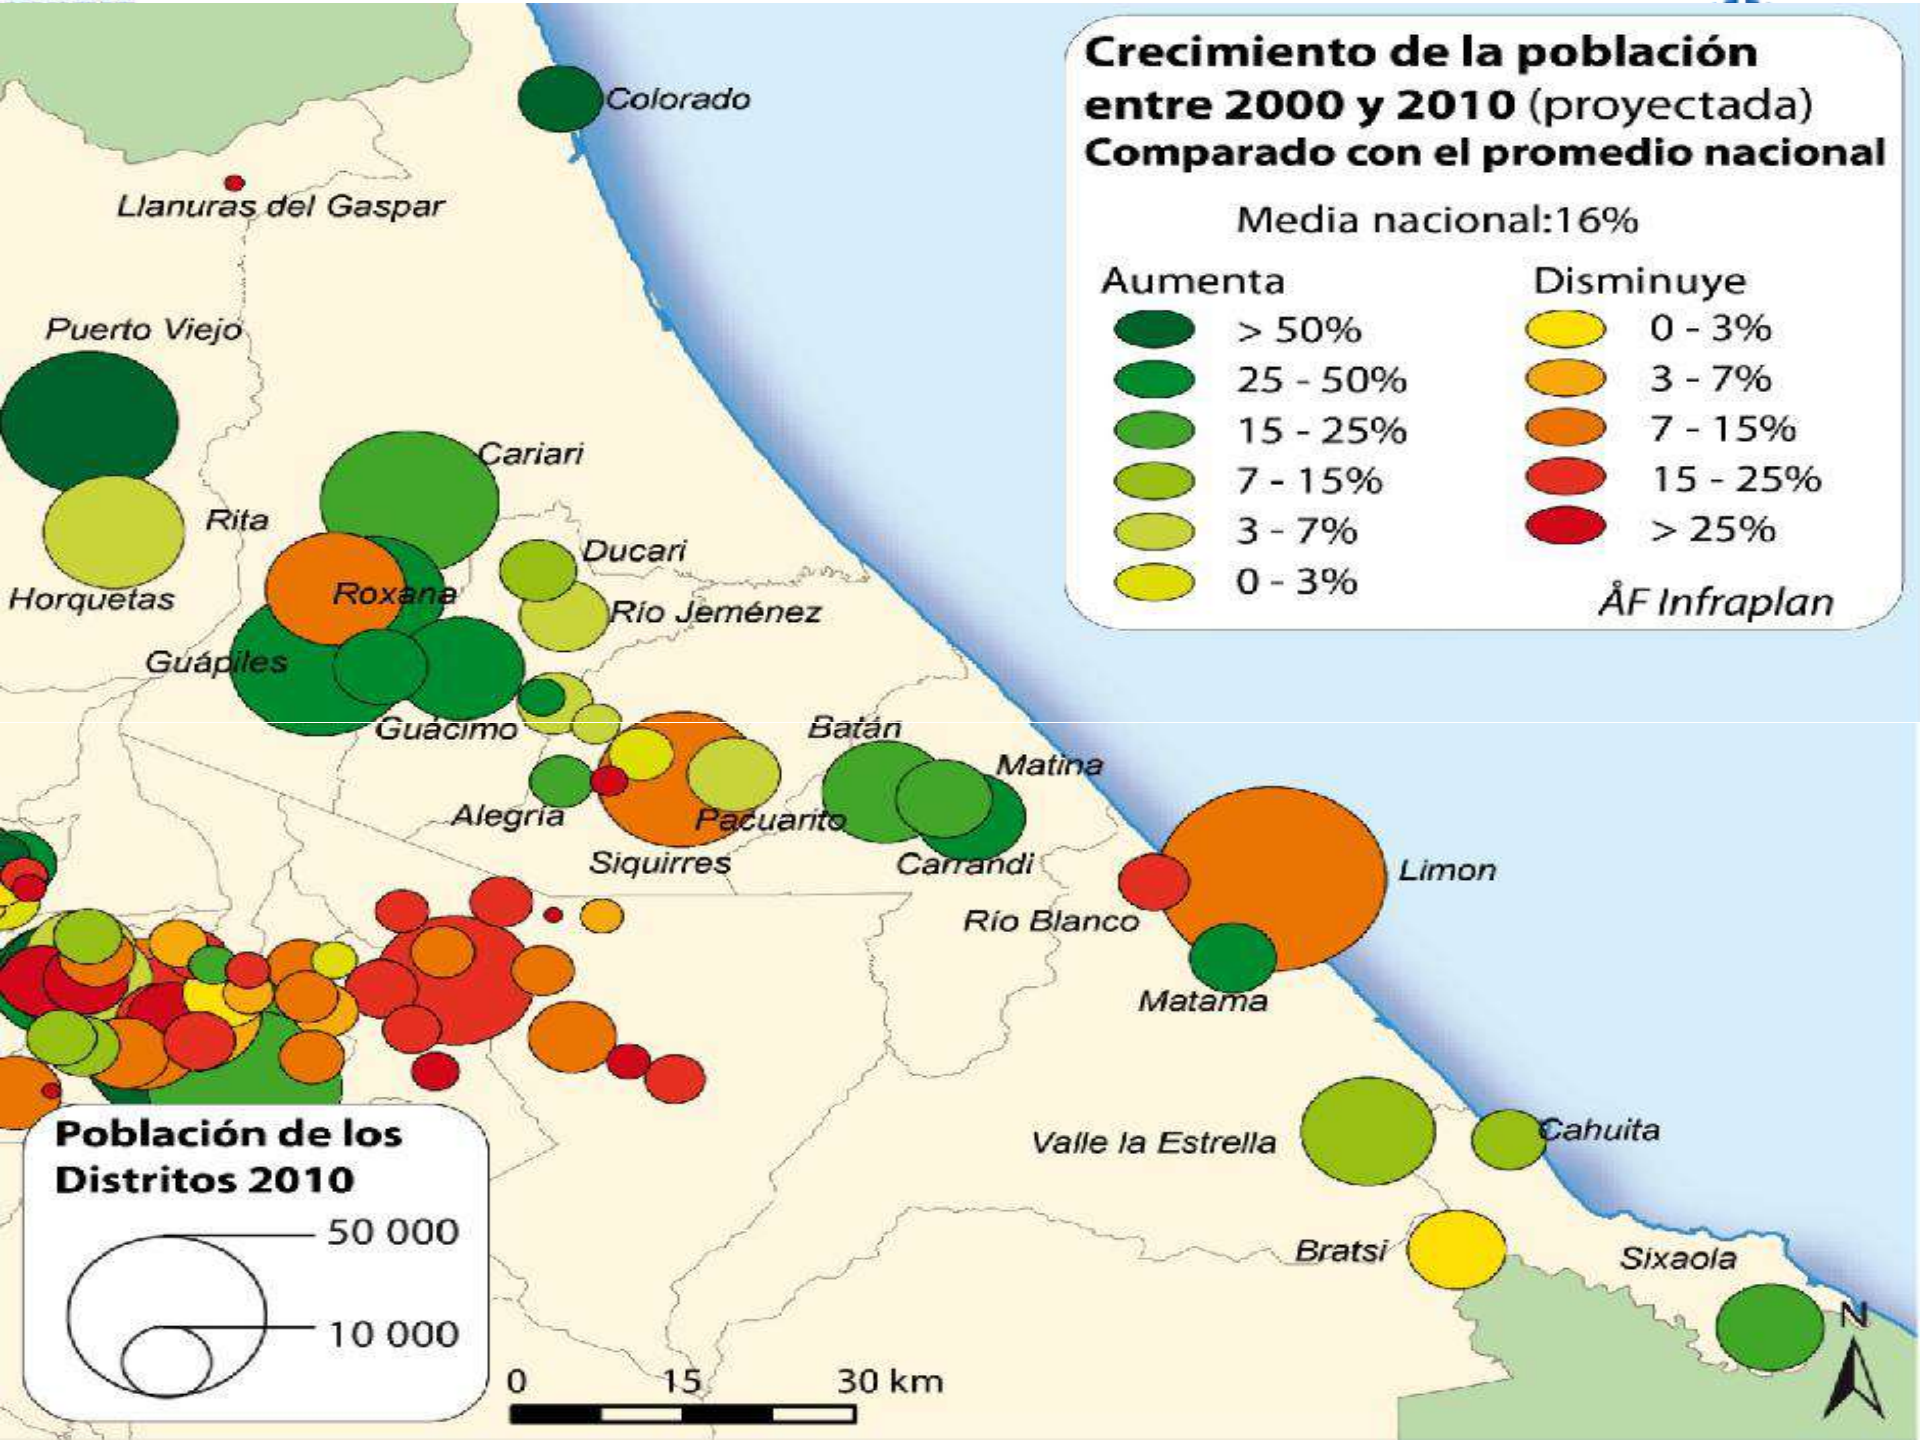 Crecimiento de la población
entre 2000 y 2010 (proyectada)
Comparado con el promedio nacional
Media nacional:16%
Aumenta
> 50%
25 - 50%
15 - 25%
7 - 15%
3 - 7%
0 - 3%
Disminuye
0 - 3%
3 - 7%
7 - 15%
15 - 25%
> 25%
ÅF Infraplan
Colorado
Llanuras del Gaspar
Puerto Viejo
Cariari
Rita
Ducari
Roxana
Horquetas
Río Jeménez
Guápiles
Guácimo
Batán
Matina
Alegria
Pacuarito
Siquirres
Carrandi
Limon
Río Blanco
Matama
Valle la Estrella
Cahuita
Bratsi
Sixaola
Población de los
Distritos 2010
50 000
10 000
0 15 30 km
N